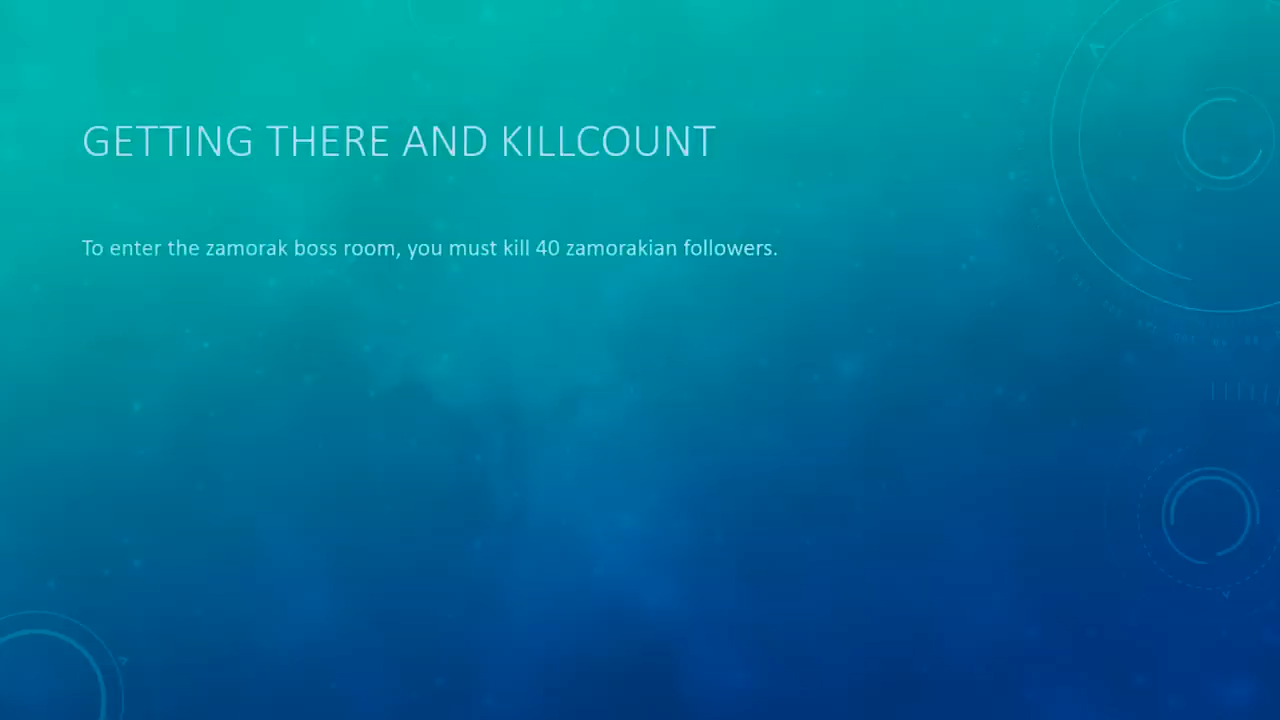 GETTING THERE AND KILLCOUNT
To enter the zamorak boss room, you must kill 40 zamorakian followers.